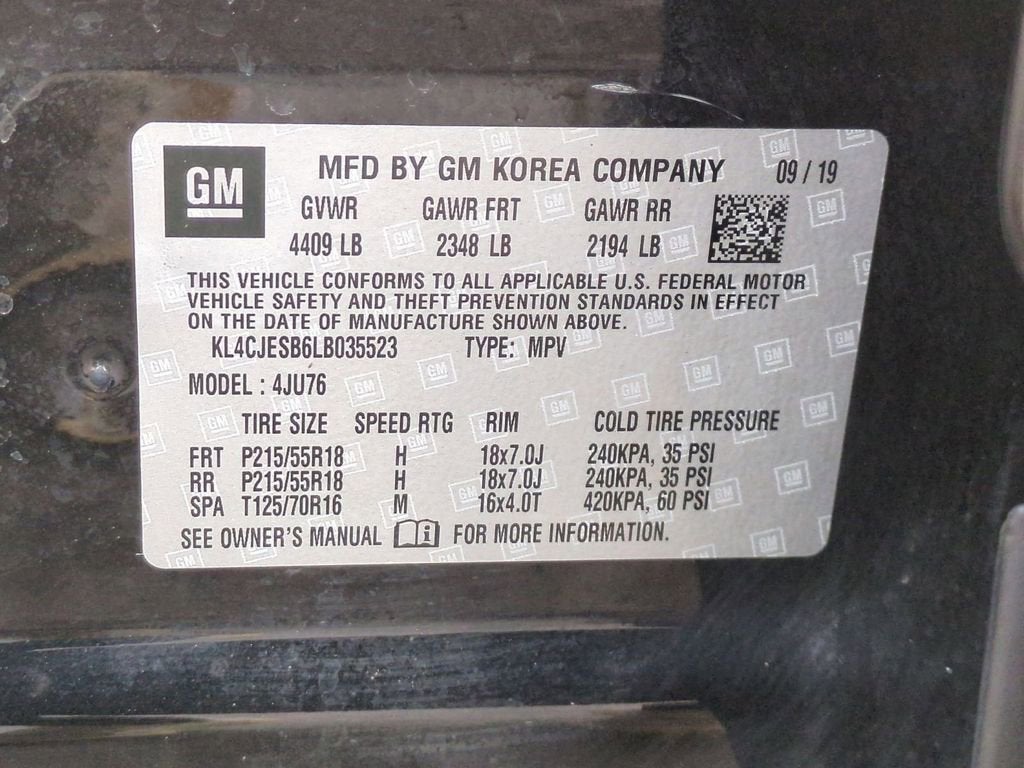 GM MFD BY GM KOREA COMPANY 09 / 19
GVWR GAWR FRT GAWR RR
4409 LB 2348 LB 2194 LB
THIS VEHICLE CONFORMS TO ALL APPLICABLE U.S. FEDERAL MOTOR
VEHICLE SAFETY AND THEFT PREVENTION STANDARDS IN EFFECT
ON THE DATE OF MANUFACTURE SHOWN ABOVE.
KL4CJESB6LB035523 TYPE: MPV
MODEL : 4JU76
TIRE SIZE SPEED RTG RIM COLD TIRE PRESSURE
FRT P215/55R18 H 18x7.0J 240KPA, 35 PSI
RR P215/55R18 H 18x7.0J 240KPA, 35 PSI
SPA T125/70R16 M 16x4.0T 420KPA, 60 PSI
SEE OWNER'S MANUAL i FOR MORE INFORMATION.